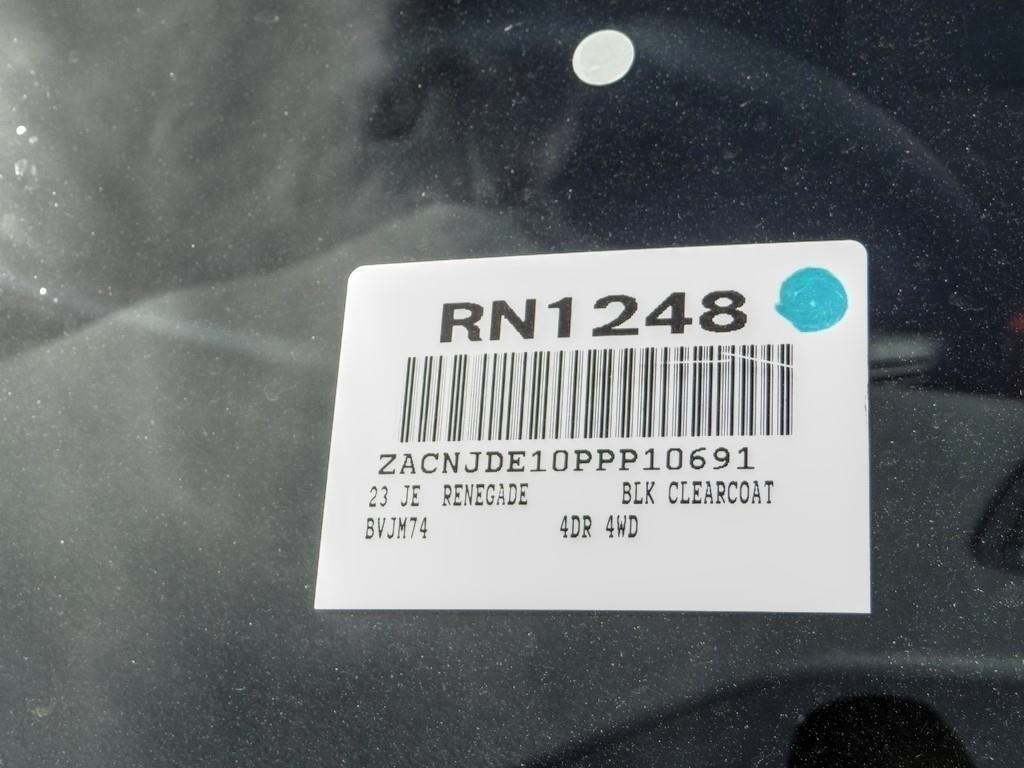 RN1248
ZACNJDE10PPP10691
23 JE RENEGADE BLK CLEARCOAT
BVJM74 4DR 4WD